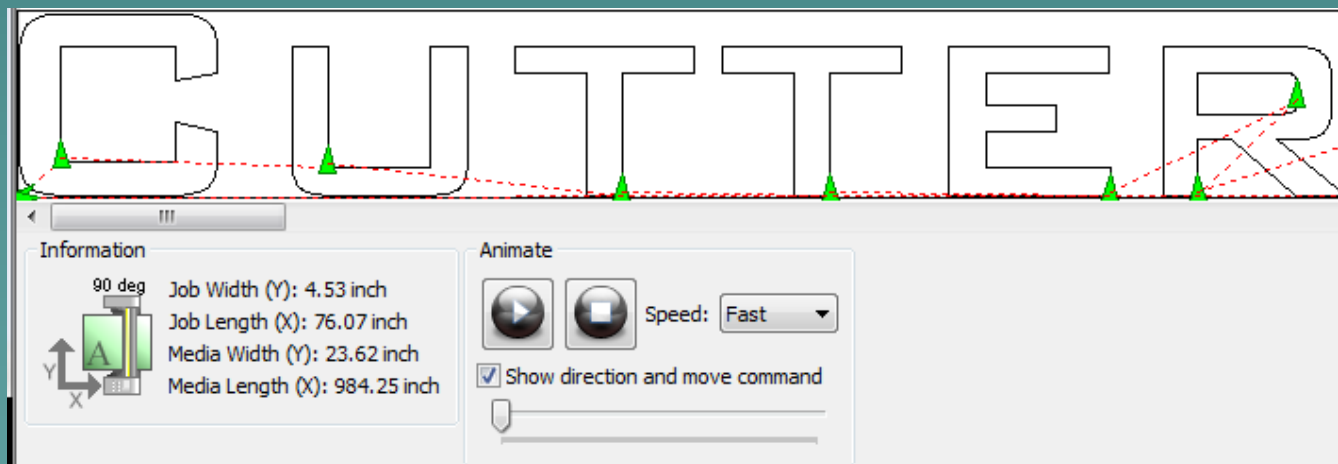 CUTTER
Information
90 deg
Job Width (Y): 4.53 inch
Job Length (X): 76.07 inch
Media Width (Y): 23.62 inch
Media Length (X): 984.25 inch
A
Y
X
Animate
Speed: Fast
Show direction and move command